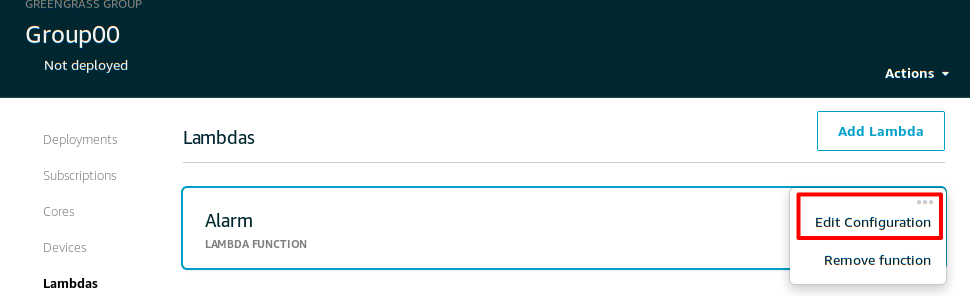 GREENGRASS GROUP
Group00
Not deployed
Actions
Deployments
Subscriptions
Cores
Devices
Lambdas
Lambdas
Add Lambda
Alarm
LAMBDA FUNCTION
Edit Configuration
Remove function